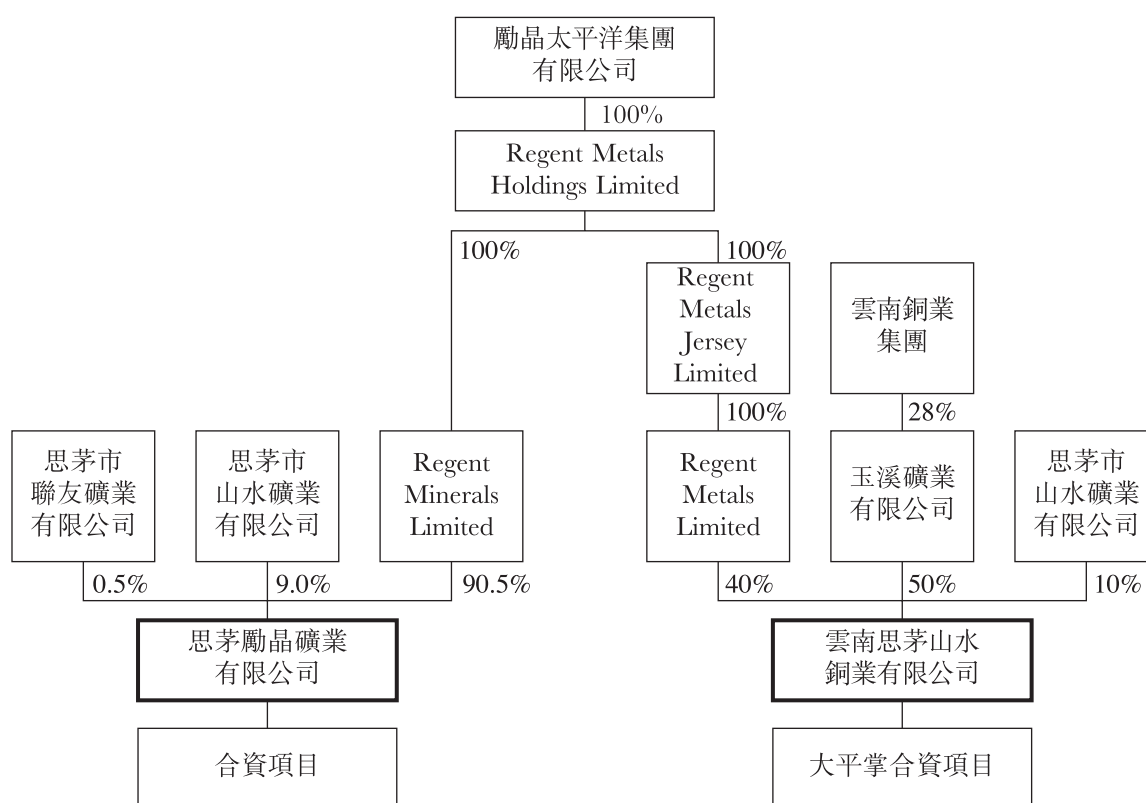 勵晶太平洋集團
有限公司
100%
Regent Metals
Holdings Limited
100%
100%
Regent
Metals
Jersey
Limited
雲南銅業
集團
100%
28%
思茅市
聯友礦業
有限公司
思茅市
山水礦業
有限公司
Regent
Minerals
Limited
Regent
Metals
Limited
玉溪礦業
有限公司
思茅市
山水礦業
有限公司
0.5%
9.0%
90.5%
40%
50%
10%
思茅勵晶礦業
有限公司
雲南思茅山水
銅業有限公司
合資項目
大平掌合資項目